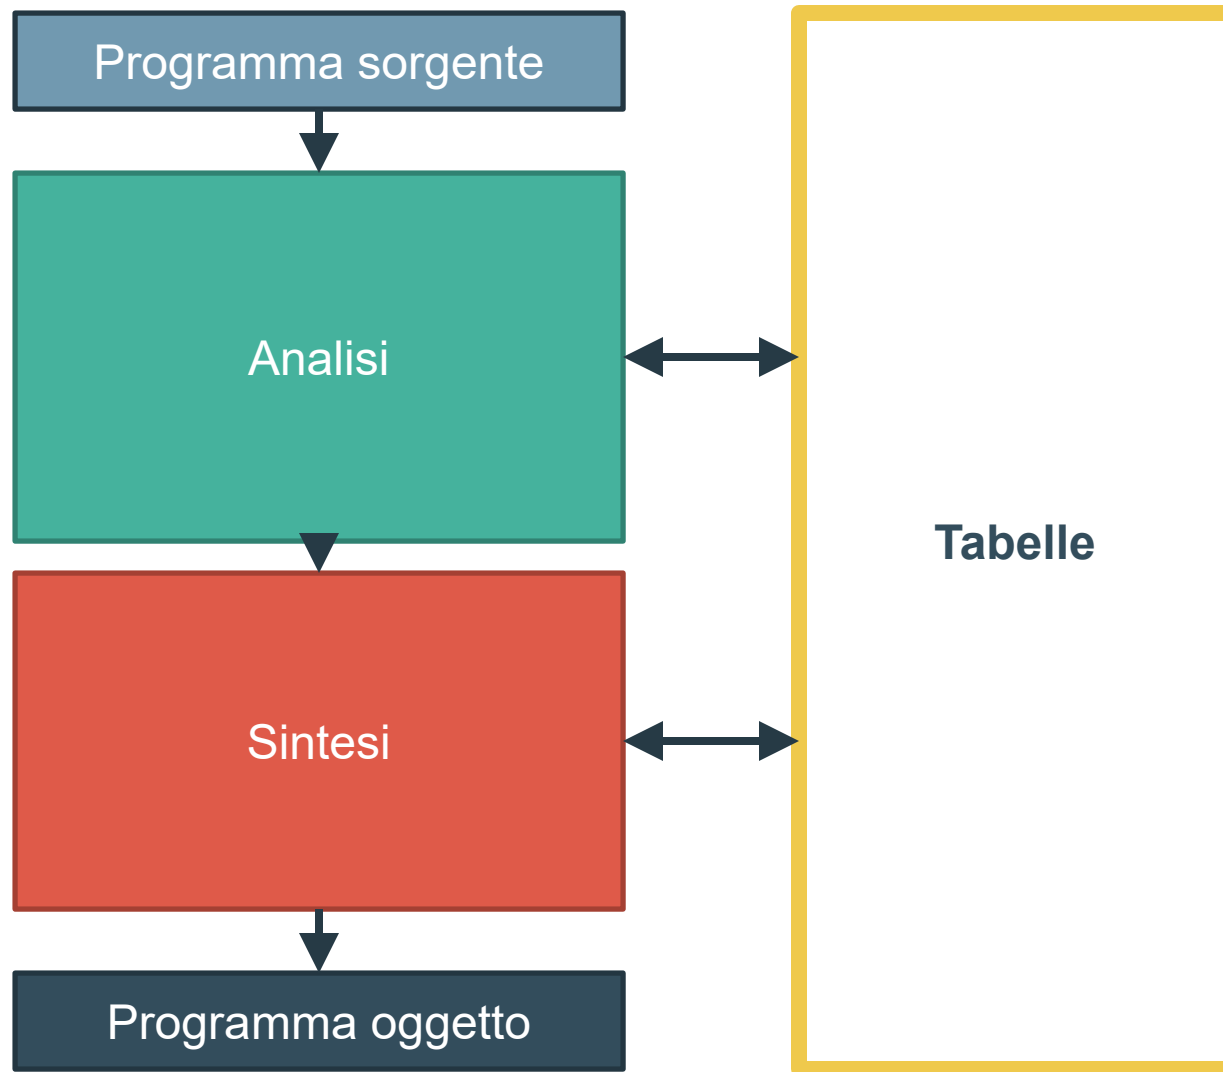 Programma sorgente
Analisi
Tabelle
Sintesi
Programma oggetto